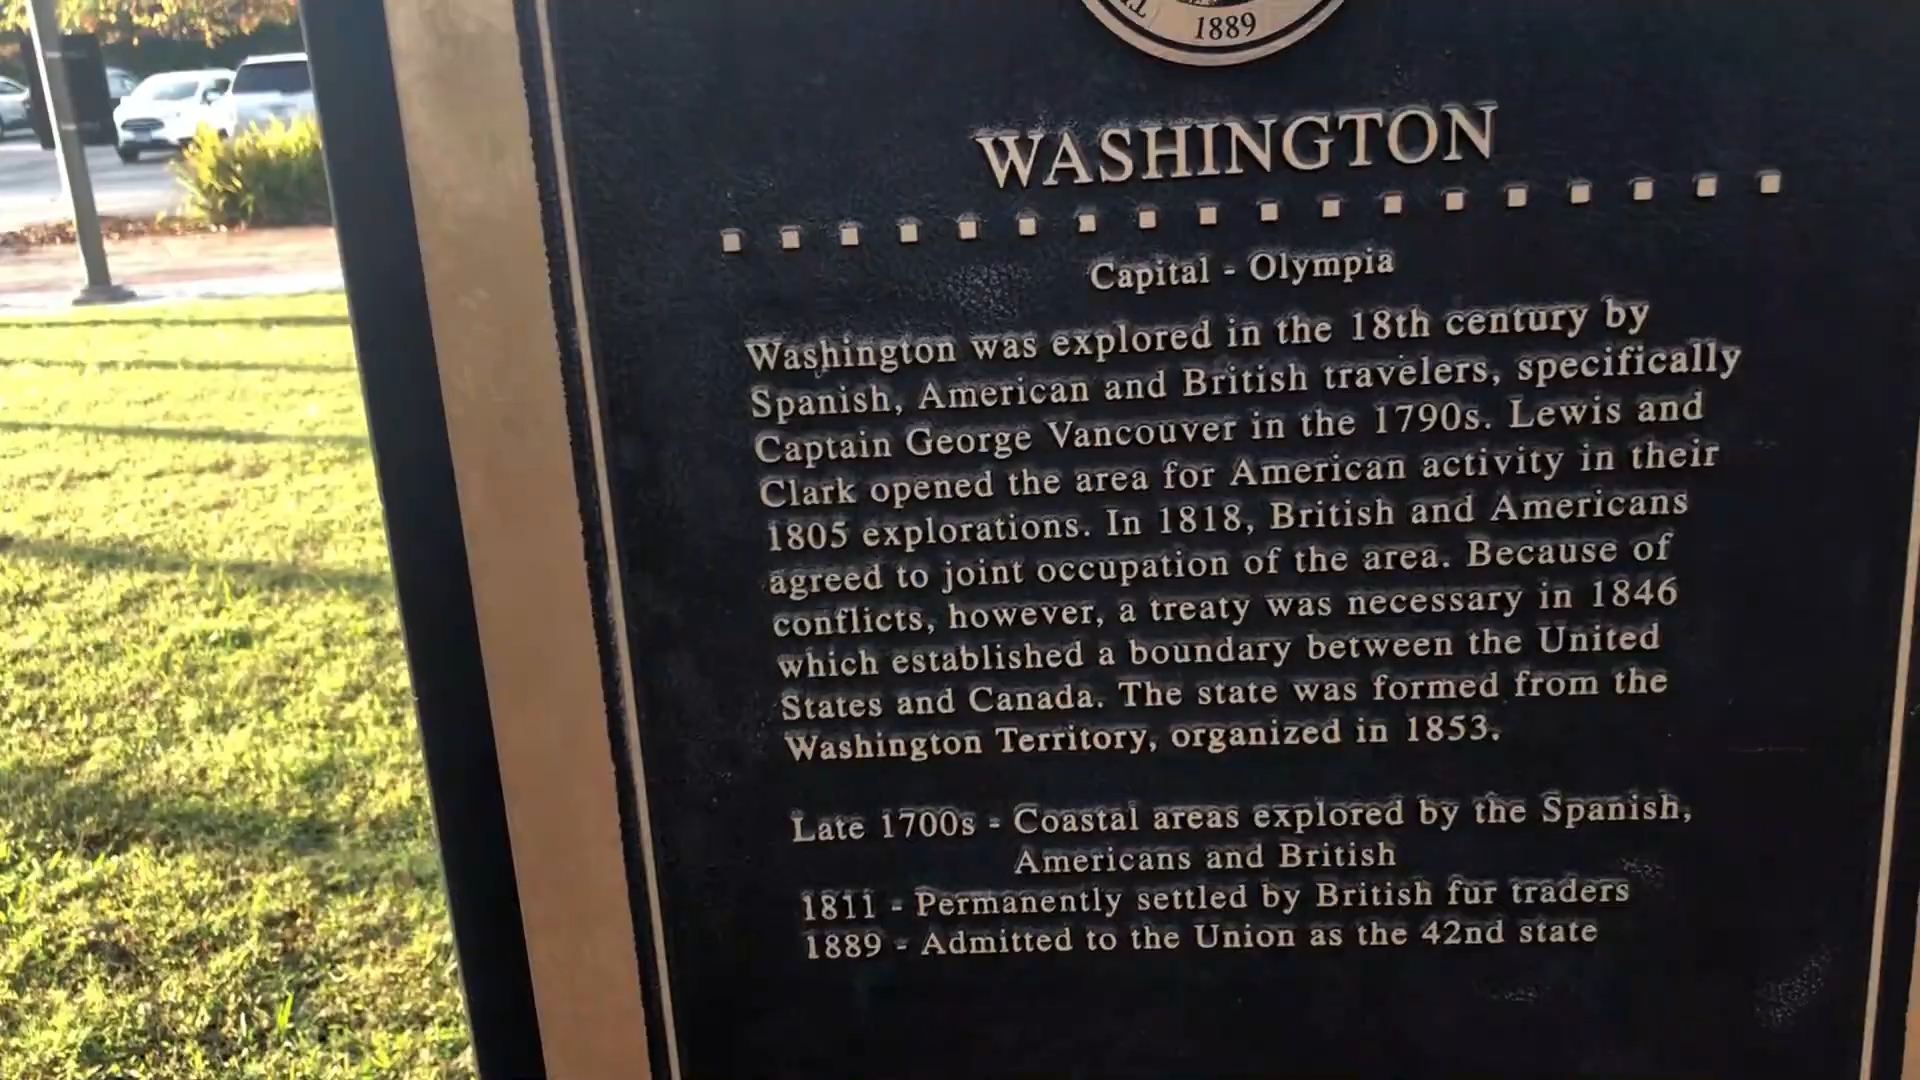 1889
WASHINGTON
Capital - Olympia
Washington was explored in the 18th century by
Spanish, American and British travelers, specifically
Captain George Vancouver in the 1790s. Lewis and
Clark opened the area for American activity in their
1805 explorations. In 1818, British and Americans
agreed to joint occupation of the area. Because of
conflicts, however, a treaty was necessary in 1846
which established a boundary between the United
States and Canada. The state was formed from the
Washington Territory, organized in 1853.
Late 1700s - Coastal areas explored by the Spanish,
Americans and British
1811 - Permanently settled by British fur traders
1889 - Admitted to the Union as the 42nd state